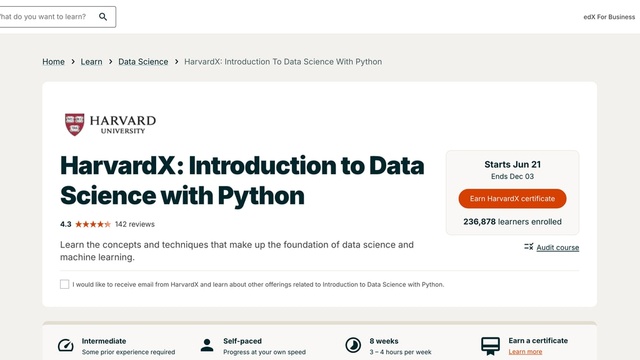 What do you want to learn?
edX For Business
Home > Learn > Data Science > HarvardX: Introduction To Data Science With Python
HARVARD
UNIVERSITY
HarvardX: Introduction to Data
Science with Python
4.3 142 reviews
Learn the concepts and techniques that make up the foundation of data science and
machine learning.
I would like to receive email from HarvardX and learn about other offerings related to Introduction to Data Science with Python.
Starts Jun 21
Ends Dec 03
Earn HarvardX certificate
236,878 learners enrolled
Audit course
Intermediate
Some prior experience required
Self-paced
Progress at your own speed
8 weeks
3 – 4 hours per week
Earn a certificate
Learn more